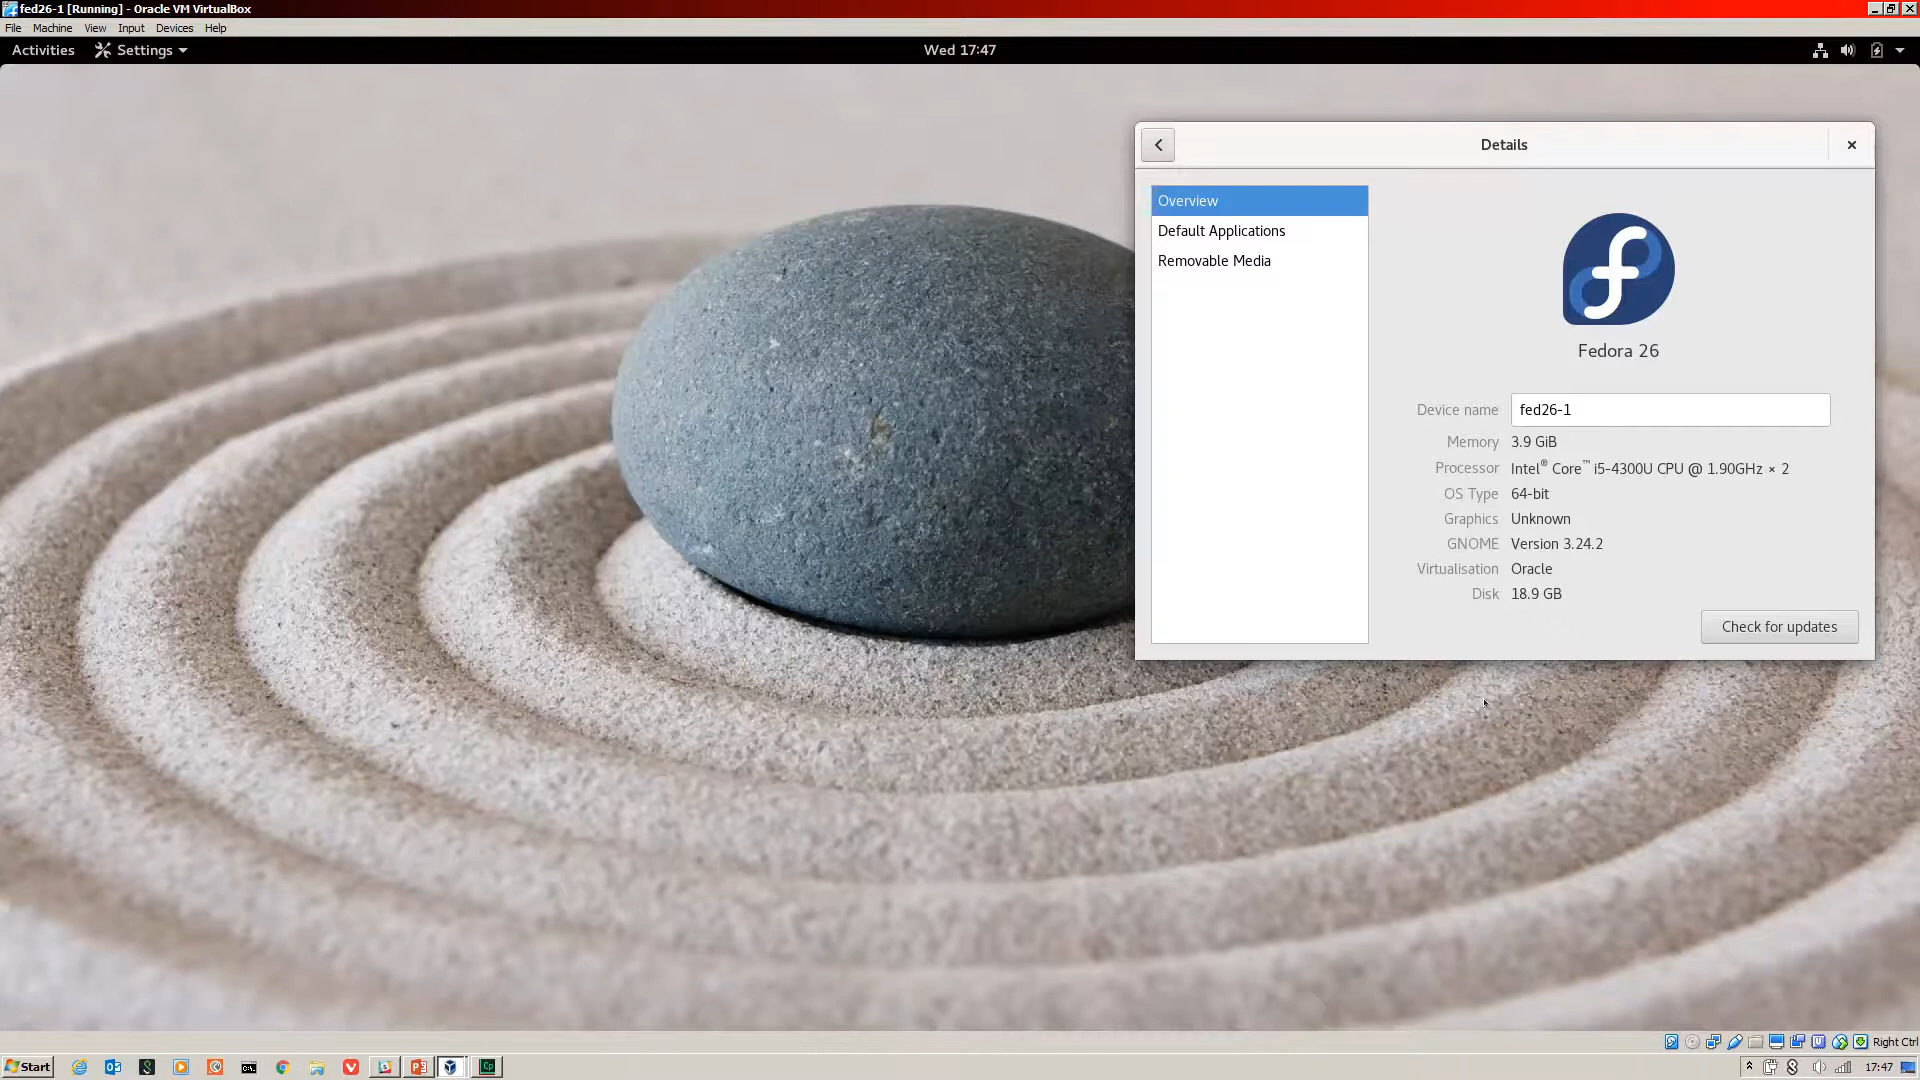 fed26-1 [Running] - Oracle VM VirtualBox
File Machine View Input Devices Help
Activities Settings Wed 17:47
Details
Overview
Default Applications
Removable Media
Fedora 26
Device name fed26-1
Memory 3.9 GiB
Processor Intel® Core™ i5-4300U CPU @ 1.90GHz × 2
OS Type 64-bit
Graphics Unknown
GNOME Version 3.24.2
Virtualisation Oracle
Disk 18.9 GB
Check for updates
Right Ctrl
Start 17:47